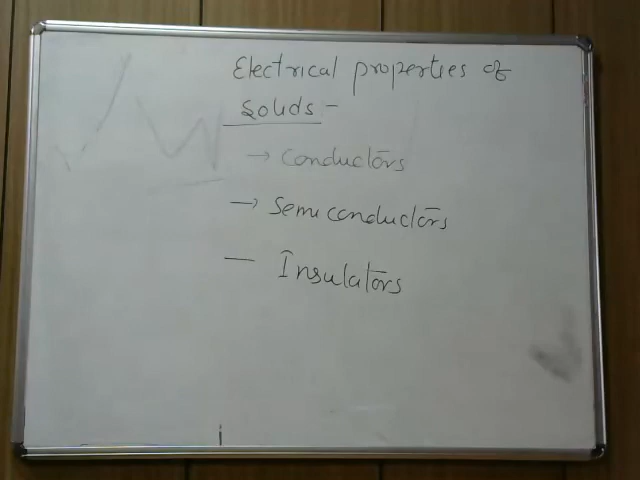 Electrical properties of
Solids -
→ Conductors
→ Semiconductors
— Insulators